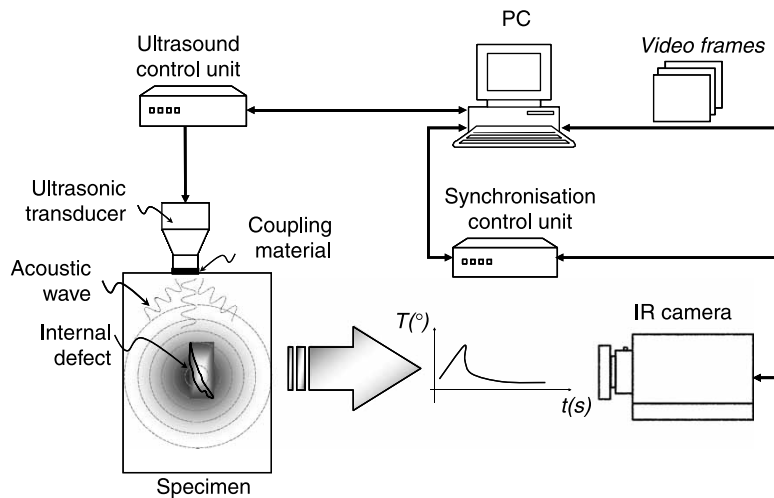 Ultrasound
control unit
PC
Video frames
Ultrasonic
transducer
Coupling
material
Synchronisation
control unit
Acoustic
wave
Internal
defect
T(°)
t(s)
IR camera
Specimen